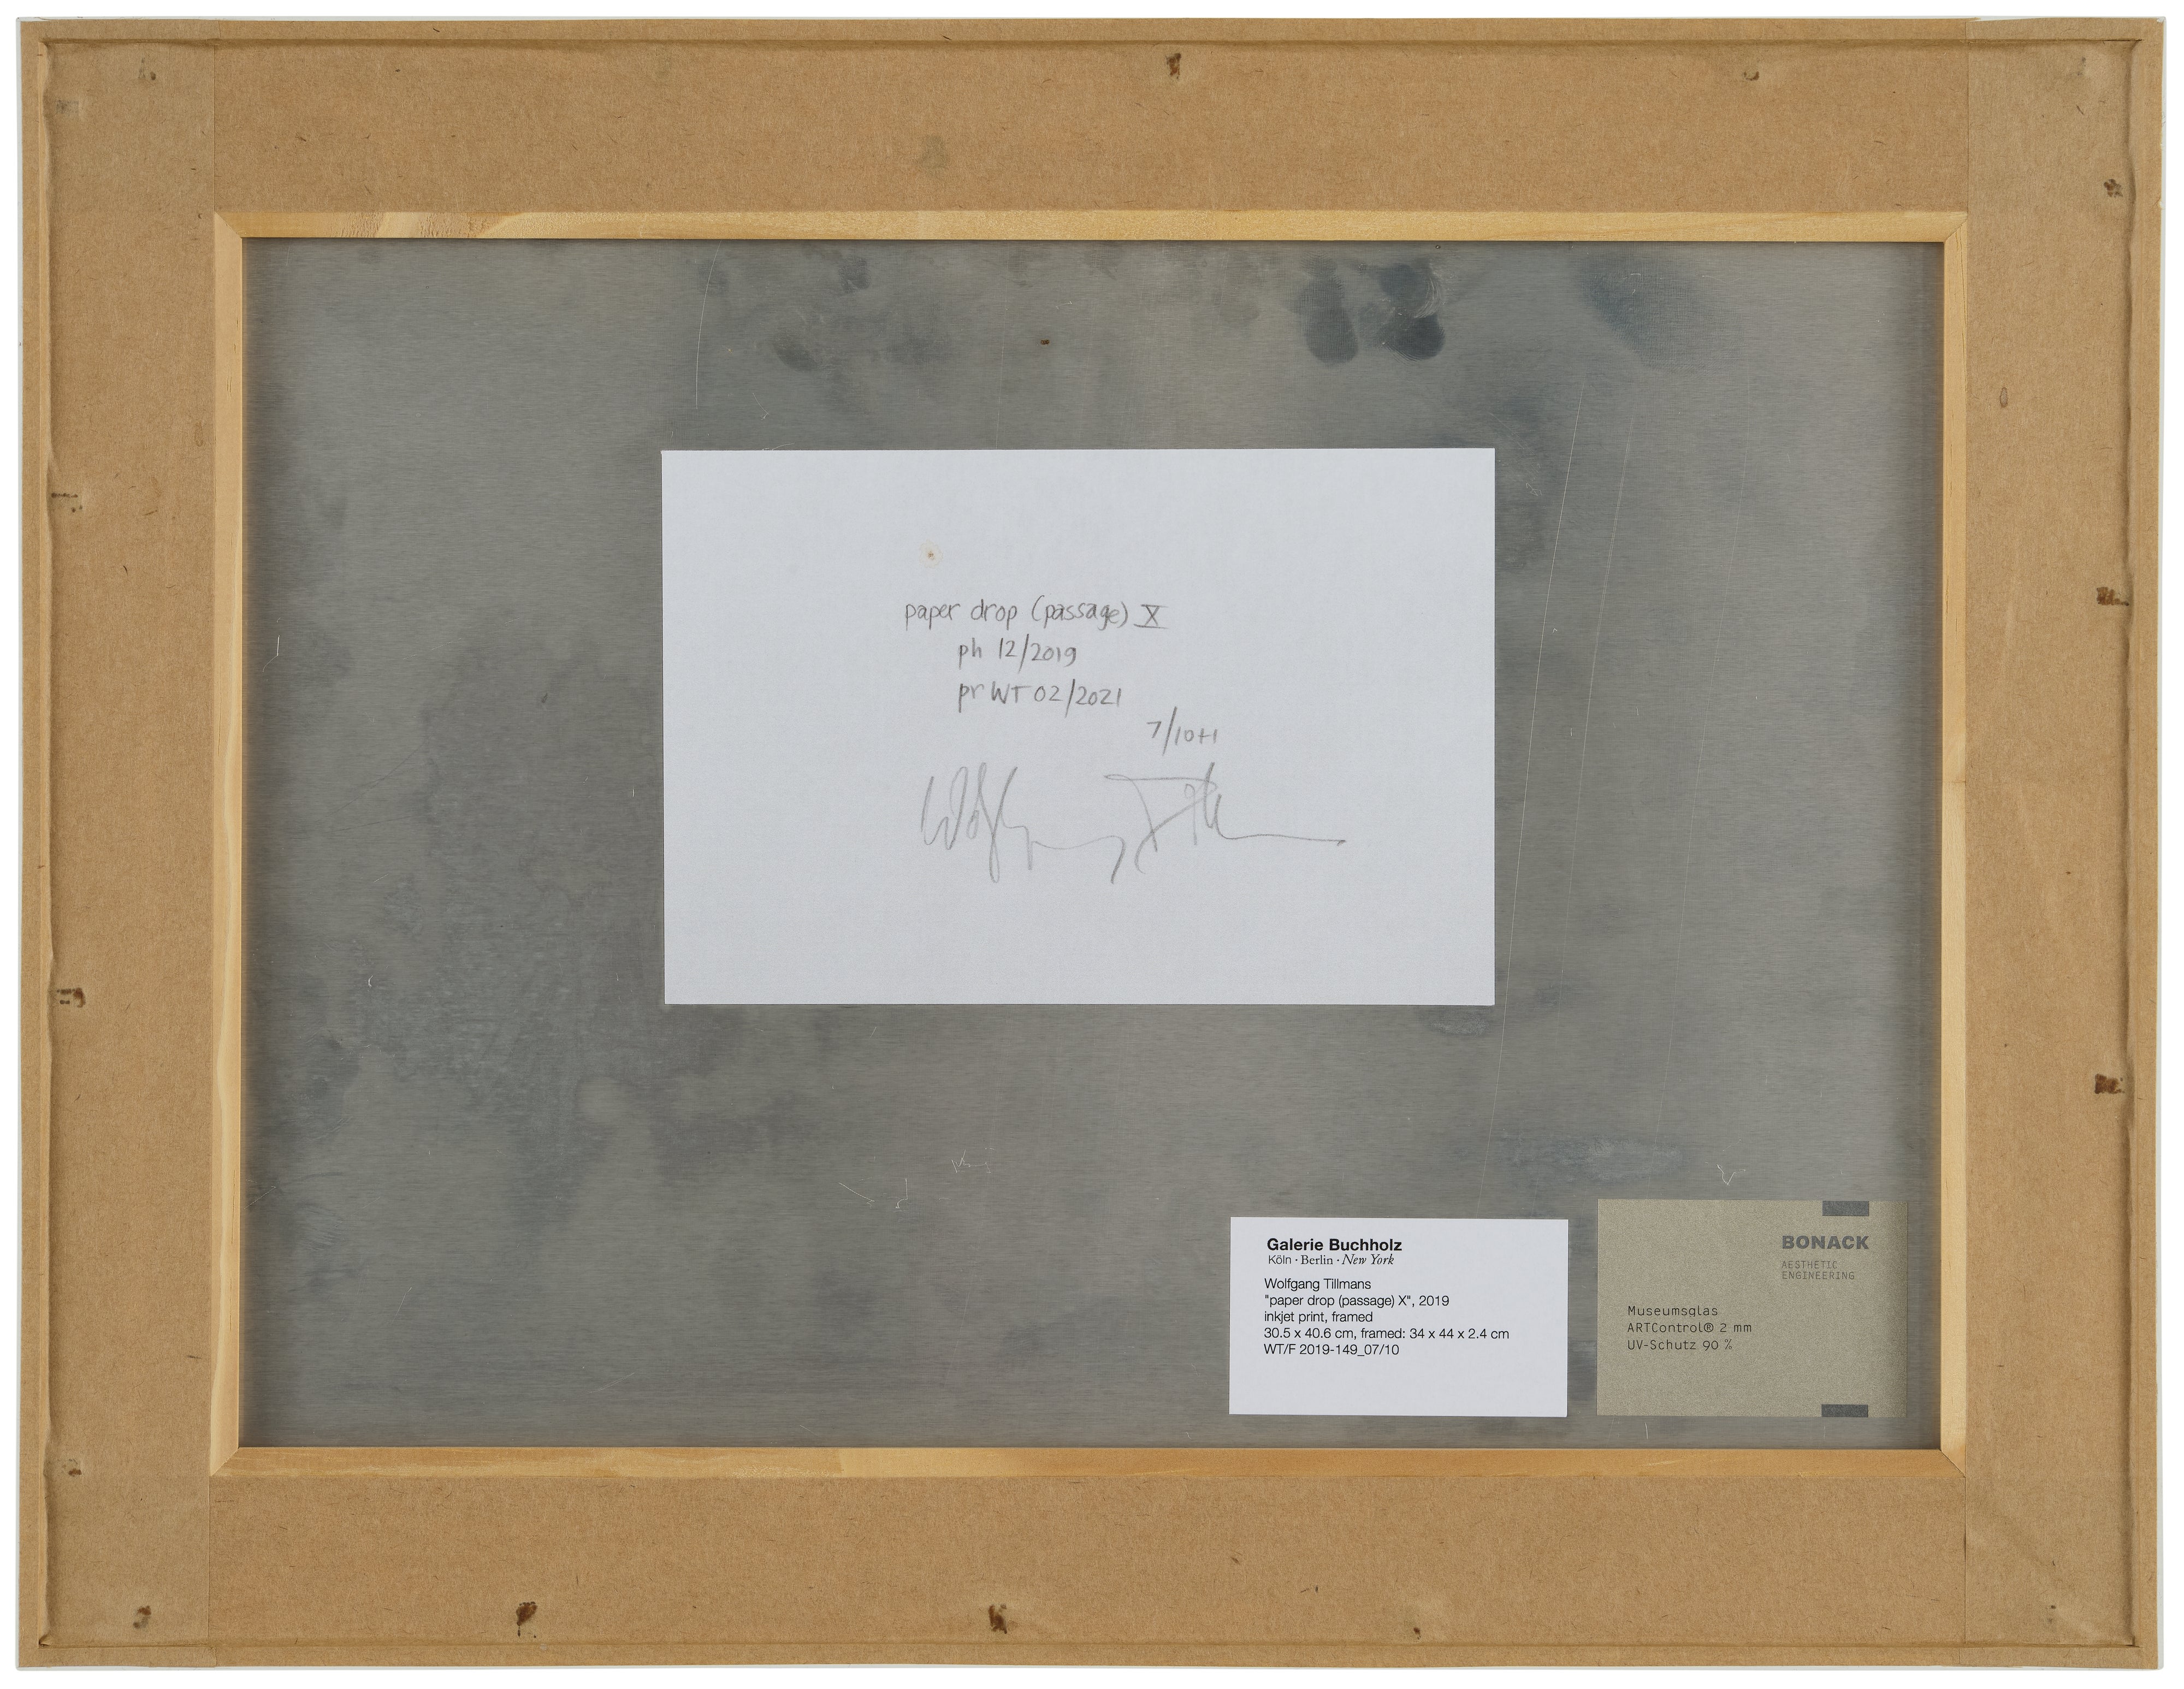 paper drop (passage) X
ph 12/2019
pr WT 02/2021
7/10+1
Wolfgang Tillmans
Galerie Buchholz
Köln · Berlin · New York
Wolfgang Tillmans
"paper drop (passage) X", 2019
inkjet print, framed
30.5 x 40.6 cm, framed: 34 x 44 x 2.4 cm
WT/F 2019-149_07/10
BONACK
AESTHETIC
ENGINEERING
Museumsglas
ARTControl® 2 mm
UV-Schutz 90 %